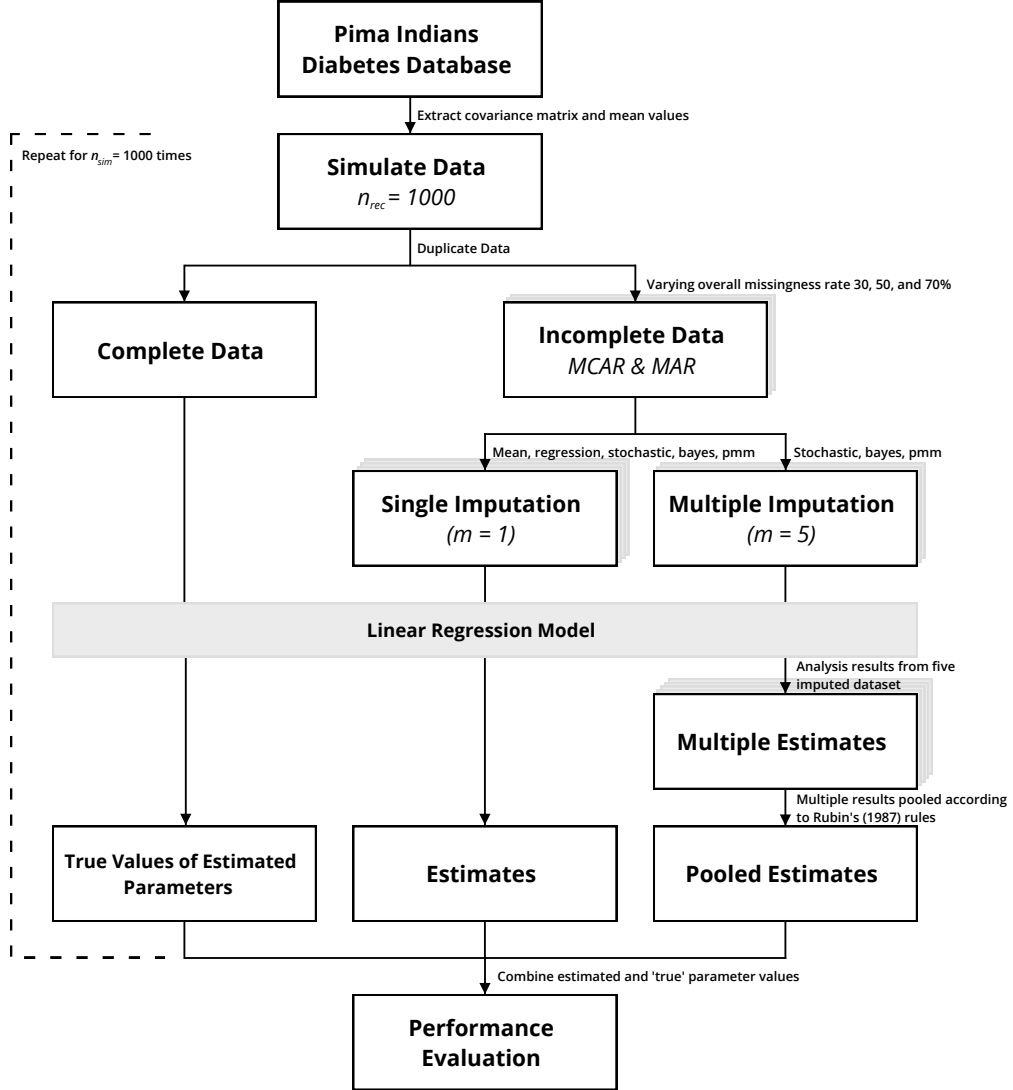 Pima Indians
Diabetes Database
Extract covariance matrix and mean values
Repeat for nsim = 1000 times
Simulate Data
nrec = 1000
Duplicate Data
Varying overall missingness rate 30, 50, and 70%
Complete Data
Incomplete Data
MCAR & MAR
Mean, regression, stochastic, bayes, pmm
Stochastic, bayes, pmm
Single Imputation
(m = 1)
Multiple Imputation
(m = 5)
Linear Regression Model
Analysis results from five
imputed dataset
Multiple Estimates
Multiple results pooled according
to Rubin's (1987) rules
True Values of Estimated
Parameters
Estimates
Pooled Estimates
Combine estimated and 'true' parameter values
Performance
Evaluation